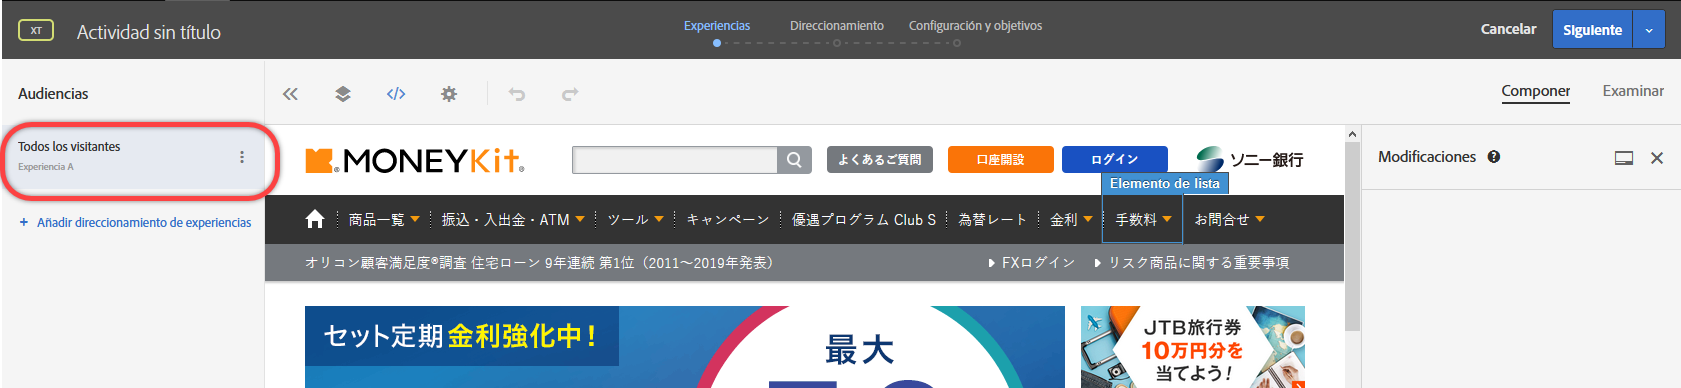 XT
Actividad sin título
Experiencias
Direccionamiento
Configuración y objetivos
Cancelar
Siguiente
Audiencias
Componer
Examinar
Todos los visitantes
Experiencia A
+ Añadir direccionamiento de experiencias
MONEYKit
よくあるご質問
口座開設
ログイン
ソニー銀行
Elemento de lista
Modificaciones
商品一覧
振込・入出金・ATM
ツール
キャンペーン
優遇プログラム Club S
為替レート
金利
手数料
お問合せ
オリコン顧客満足度®調査 住宅ローン 9年連続 第1位（2011～2019年発表）
FXログイン
リスク商品に関する重要事項
セット定期 金利強化中！
最大
JTB旅行券
10万円分を
当てよう！